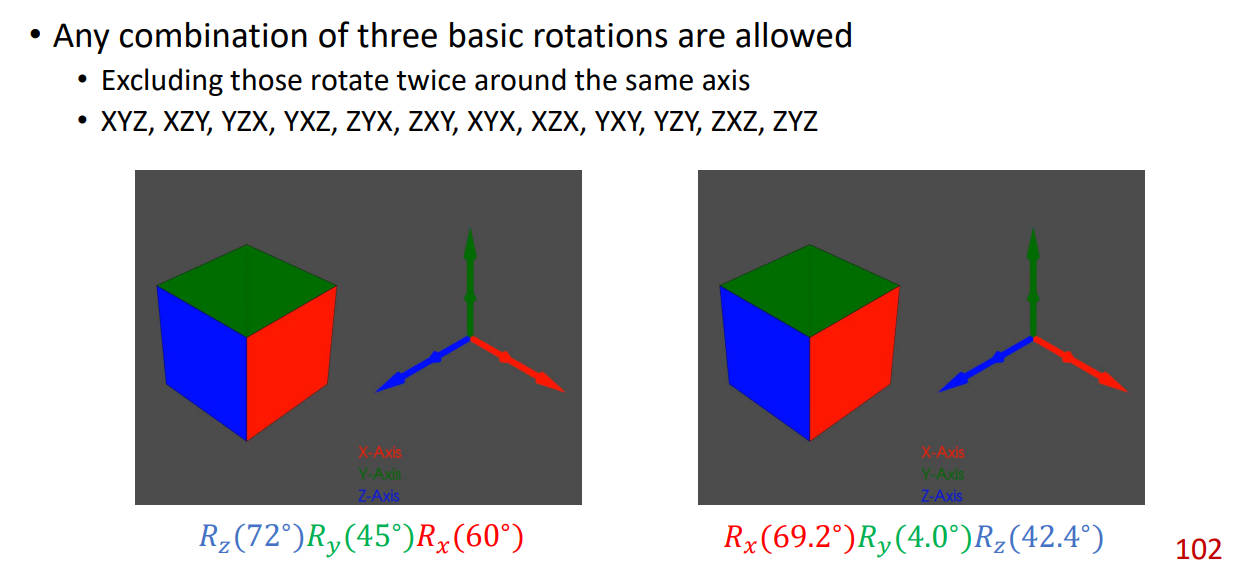 • Any combination of three basic rotations are allowed
• Excluding those rotate twice around the same axis
• XYZ, XZY, YZX, YXZ, ZYX, ZXY, XYX, XZX, YXY, YZY, ZXZ, ZYZ
X-Axis
Y-Axis
Z-Axis
X-Axis
Y-Axis
Z-Axis
R_z(72°)R_y(45°)R_x(60°)
R_x(69.2°)R_y(4.0°)R_z(42.4°)
102